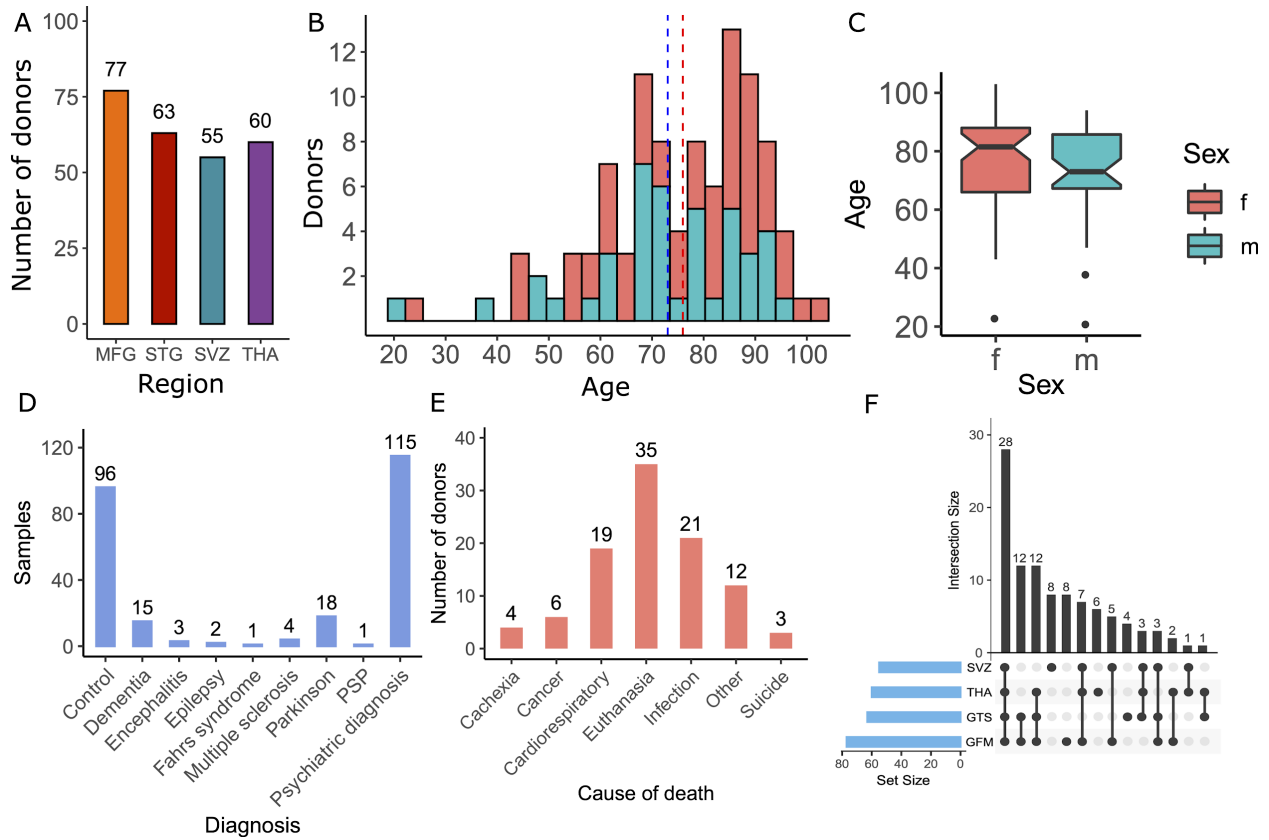 A
Number of donors
100
75
50
25
0
77
63
55
60
MFG STG SVZ THA
Region
B
Donors
12
10
8
6
4
2
20 30 40 50 60 70 80 90 100
Age
C
Age
100
80
60
40
20
f m
Sex
Sex
f
m
D
Samples
120
80
40
0
96
15
3
2
1
4
18
1
115
Control
Dementia
Encephalitis
Epilepsy
Fahrs syndrome
Multiple sclerosis
Parkinson
PSP
Psychiatric diagnosis
Diagnosis
E
Number of donors
40
30
20
10
0
4
6
19
35
21
12
3
Cachexia
Cancer
Cardiorespiratory
Euthanasia
Infection
Other
Suicide
Cause of death
F
Intersection Size
30
20
10
0
28
12 12
8 8 7 6 5 4 3 3 2 1 1
SVZ
THA
GTS
GFM
80 60 40 20 0
Set Size